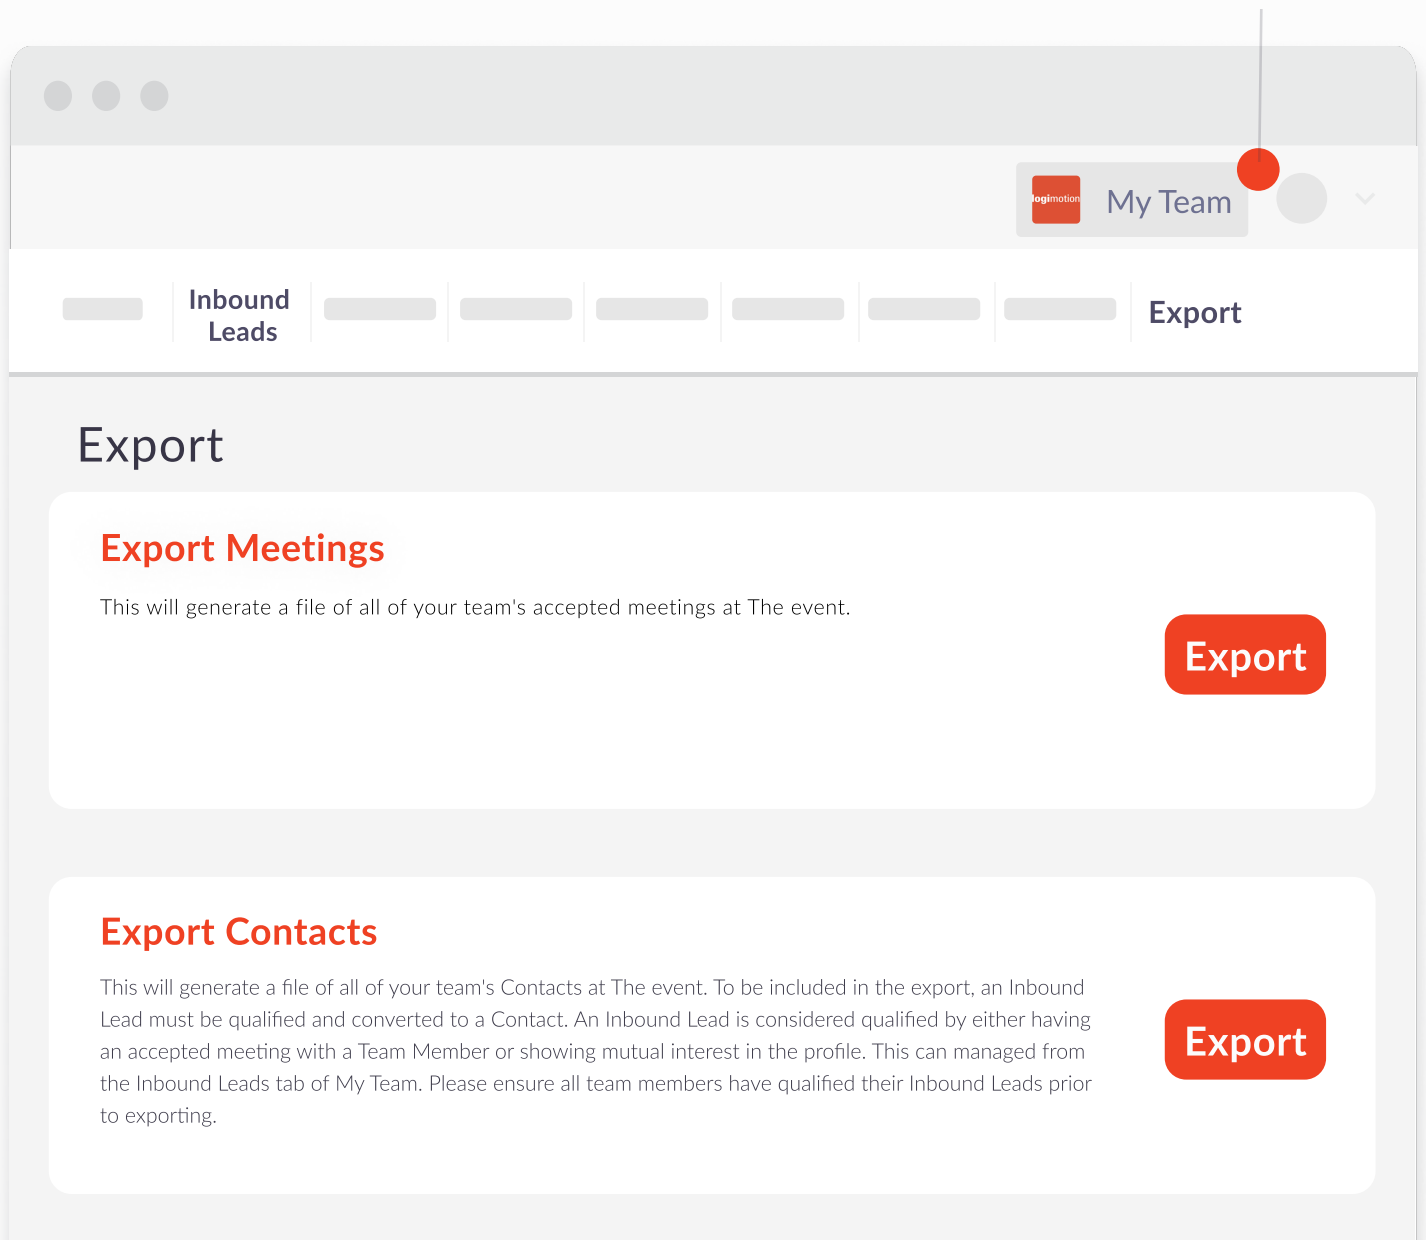 logimotion
My Team
Inbound
Leads
Export
Export
Export Meetings
This will generate a file of all of your team's accepted meetings at The event.
Export
Export Contacts
This will generate a file of all of your team's Contacts at The event. To be included in the export, an Inbound
Lead must be qualified and converted to a Contact. An Inbound Lead is considered qualified by either having
an accepted meeting with a Team Member or showing mutual interest in the profile. This can managed from
the Inbound Leads tab of My Team. Please ensure all team members have qualified their Inbound Leads prior
to exporting.
Export